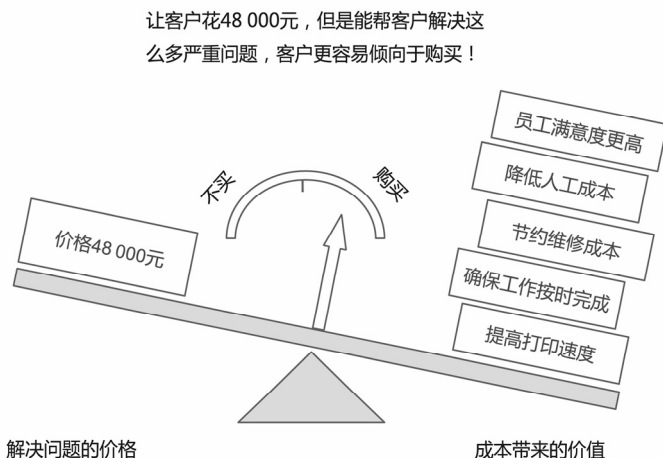 让客户花48 000元，但是能帮客户解决这
么多严重问题，客户更容易倾向于购买！
员工满意度更高
降低人工成本
节约维修成本
确保工作按时完成
提高打印速度
不买
购买
价格48 000元
解决问题的价格
成本带来的价值